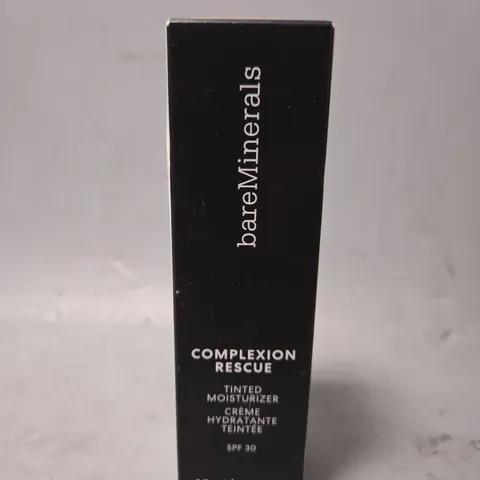 bareMinerals
COMPLEXION
RESCUE
TINTED
MOISTURIZER
CRÈME
HYDRATANTE
TEINTÉE
SPF 30